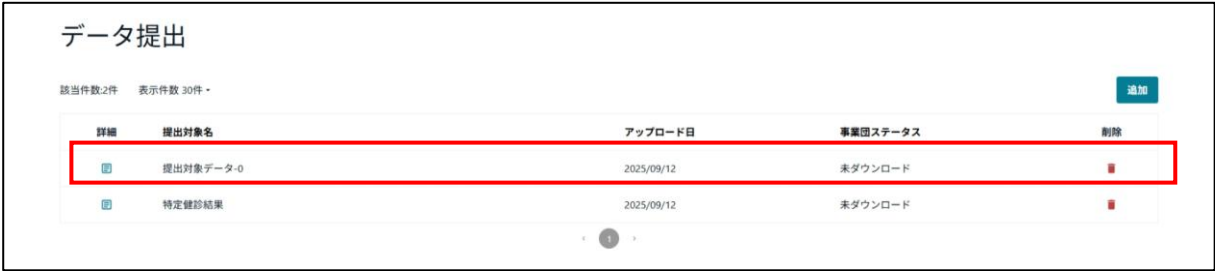 データ提出
該当件数:2件 表示件数 30件
追加
詳細 提出対象名 アップロード日 事業団ステータス 削除
提出対象データ-0 2025/09/12 未ダウンロード
特定健診結果 2025/09/12 未ダウンロード
‹ 1 ›